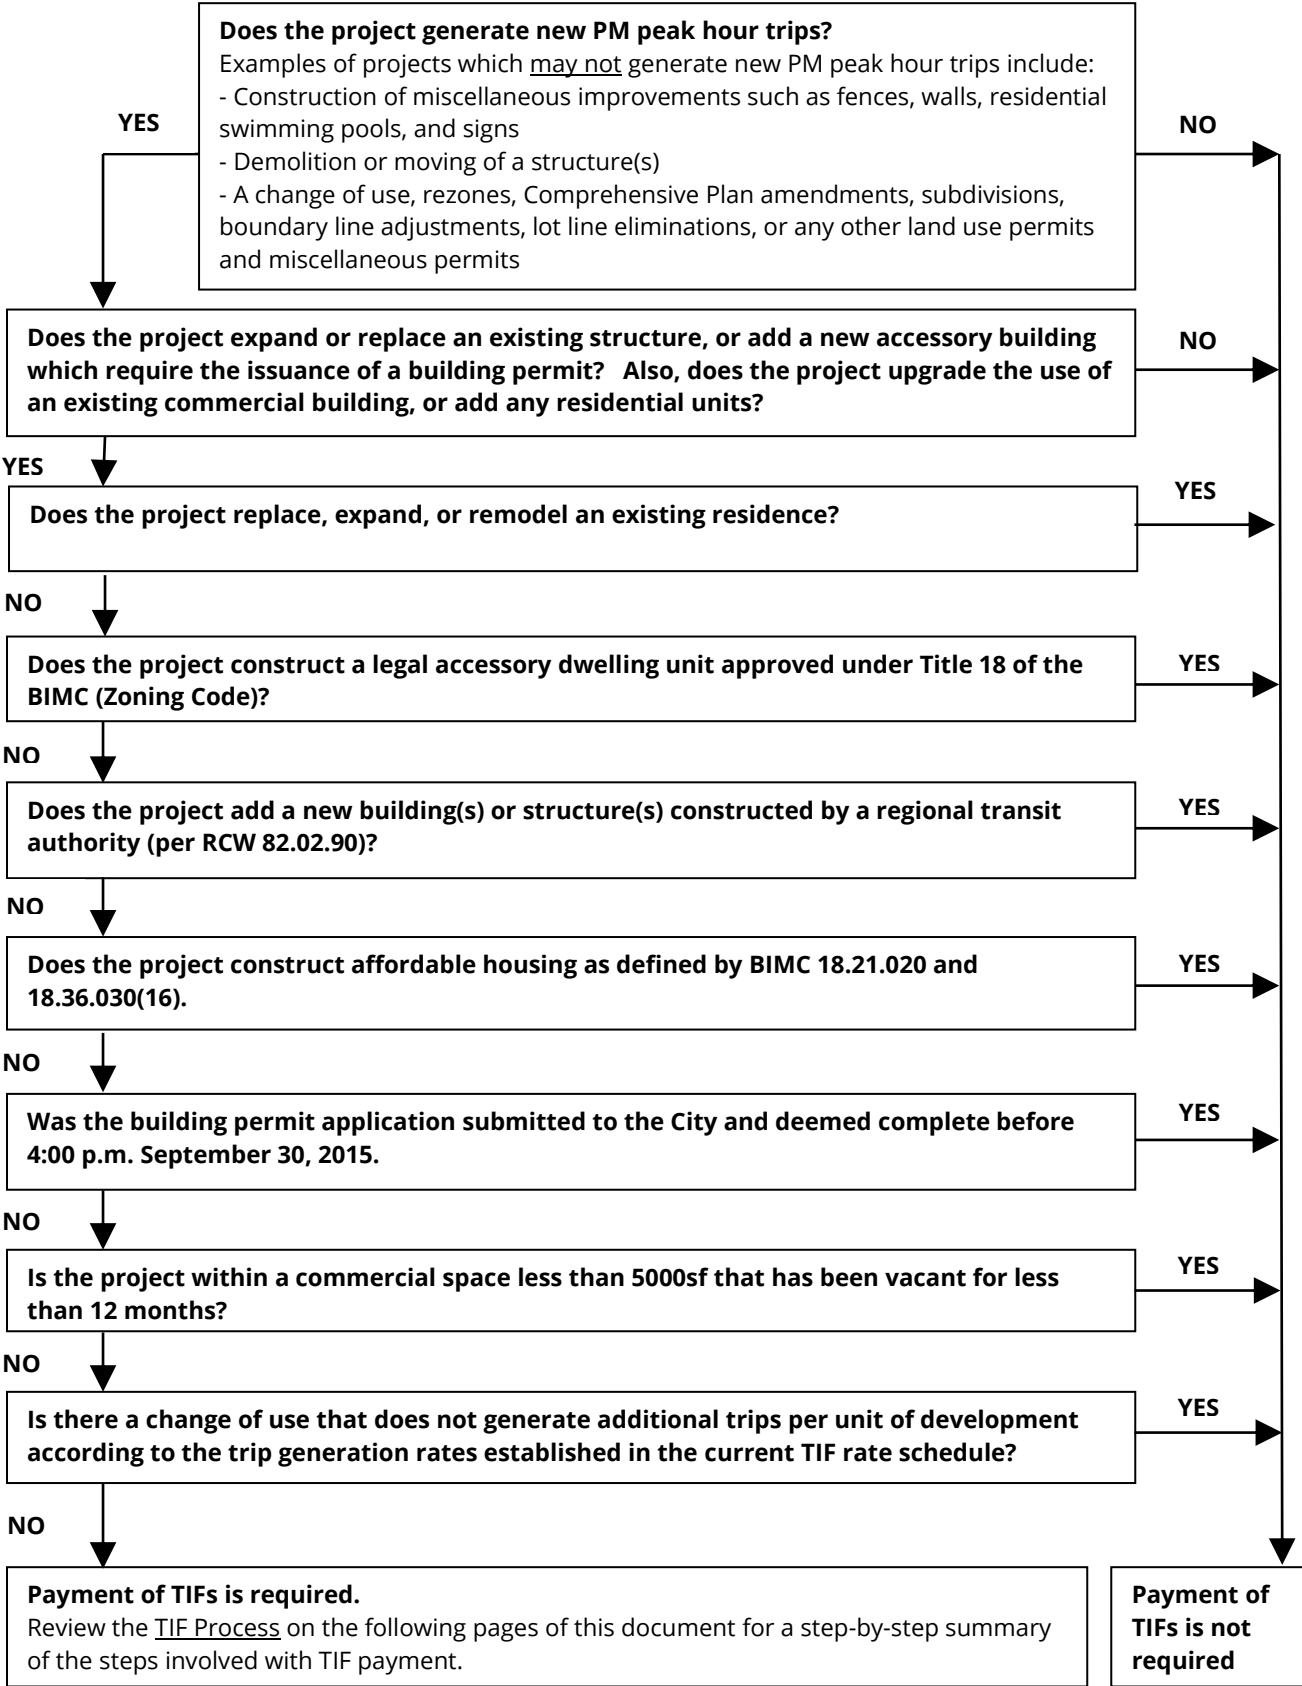 Does the project generate new PM peak hour trips?
Examples of projects which may not generate new PM peak hour trips include:
- Construction of miscellaneous improvements such as fences, walls, residential
swimming pools, and signs
- Demolition or moving of a structure(s)
- A change of use, rezones, Comprehensive Plan amendments, subdivisions,
boundary line adjustments, lot line eliminations, or any other land use permits
and miscellaneous permits
YES
NO
Does the project expand or replace an existing structure, or add a new accessory building
which require the issuance of a building permit?   Also, does the project upgrade the use of
an existing commercial building, or add any residential units?
NO
YES
Does the project replace, expand, or remodel an existing residence?
YES
NO
Does the project construct a legal accessory dwelling unit approved under Title 18 of the
BIMC (Zoning Code)?
YES
NO
Does the project add a new building(s) or structure(s) constructed by a regional transit
authority (per RCW 82.02.90)?
YES
NO
Does the project construct affordable housing as defined by BIMC 18.21.020 and
18.36.030(16).
YES
NO
Was the building permit application submitted to the City and deemed complete before
4:00 p.m. September 30, 2015.
YES
NO
Is the project within a commercial space less than 5000sf that has been vacant for less
than 12 months?
YES
NO
Is there a change of use that does not generate additional trips per unit of development
according to the trip generation rates established in the current TIF rate schedule?
YES
NO
Payment of TIFs is required.
Review the TIF Process on the following pages of this document for a step-by-step summary
of the steps involved with TIF payment.
Payment of
TIFs is not
required